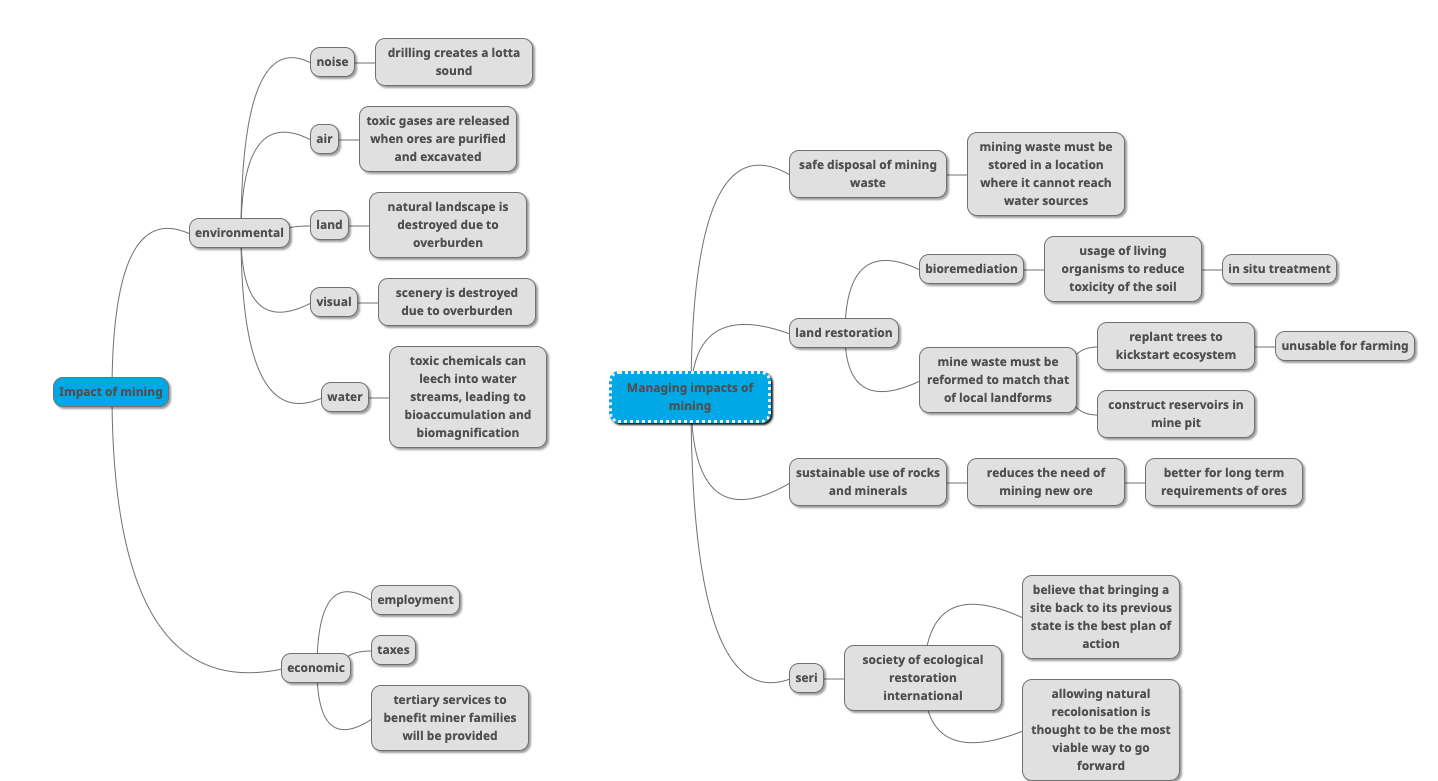 Impact of mining
environmental
noise
drilling creates a lotta
sound
air
toxic gases are released
when ores are purified
and excavated
land
natural landscape is
destroyed due to
overburden
visual
scenery is destroyed
due to overburden
water
toxic chemicals can
leech into water
streams, leading to
bioaccumulation and
biomagnification
economic
employment
taxes
tertiary services to
benefit miner families
will be provided
Managing impacts of
mining
safe disposal of mining
waste
mining waste must be
stored in a location
where it cannot reach
water sources
land restoration
bioremediation
usage of living
organisms to reduce
toxicity of the soil
in situ treatment
mine waste must be
reformed to match that
of local landforms
replant trees to
kickstart ecosystem
unusable for farming
construct reservoirs in
mine pit
sustainable use of rocks
and minerals
reduces the need of
mining new ore
better for long term
requirements of ores
seri
society of ecological
restoration
international
believe that bringing a
site back to its previous
state is the best plan of
action
allowing natural
recolonisation is
thought to be the most
viable way to go
forward